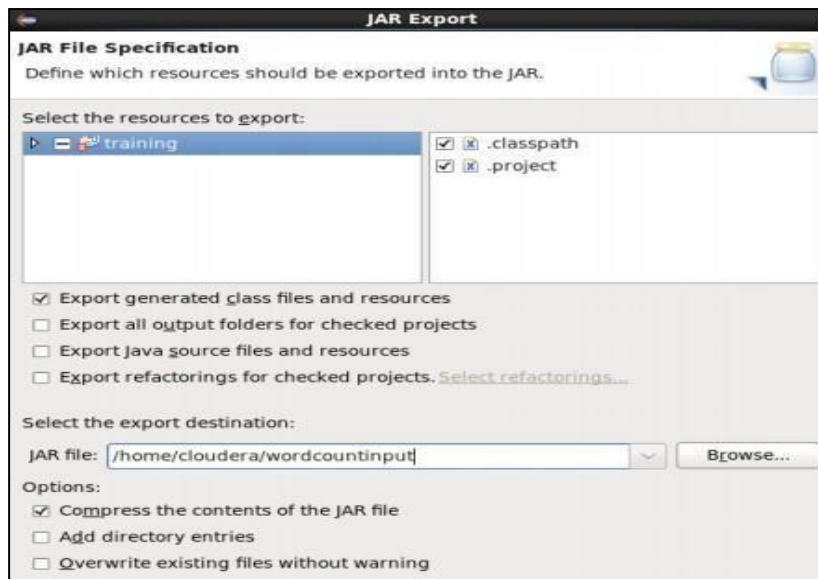 JAR Export
JAR File Specification
Define which resources should be exported into the JAR.
Select the resources to export:
training
.classpath
.project
Export generated class files and resources
Export all output folders for checked projects
Export Java source files and resources
Export refactorings for checked projects. Select refactorings...
Select the export destination:
JAR file: /home/cloudera/wordcountinput Browse...
Options:
Compress the contents of the JAR file
Add directory entries
Overwrite existing files without warning